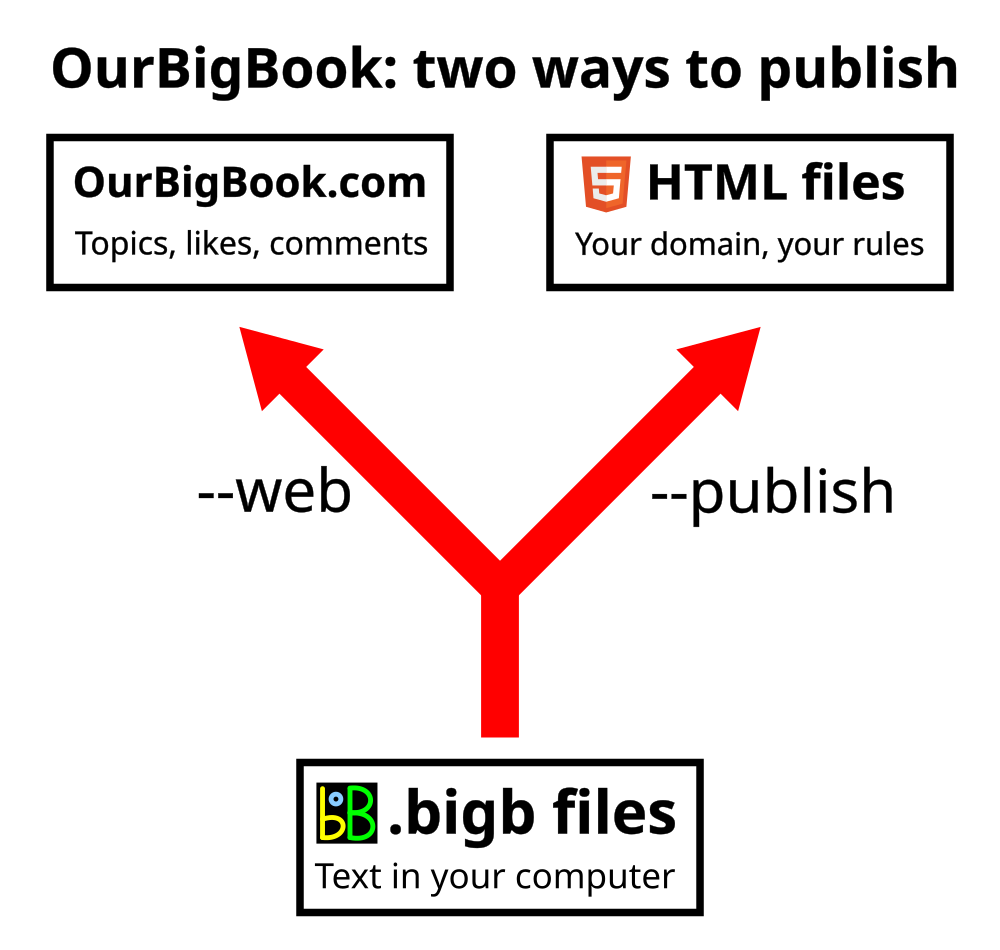 OurBigBook: two ways to publish
OurBigBook.com
Topics, likes, comments
5 HTML files
Your domain, your rules
--web
--publish
boB .bigb files
Text in your computer